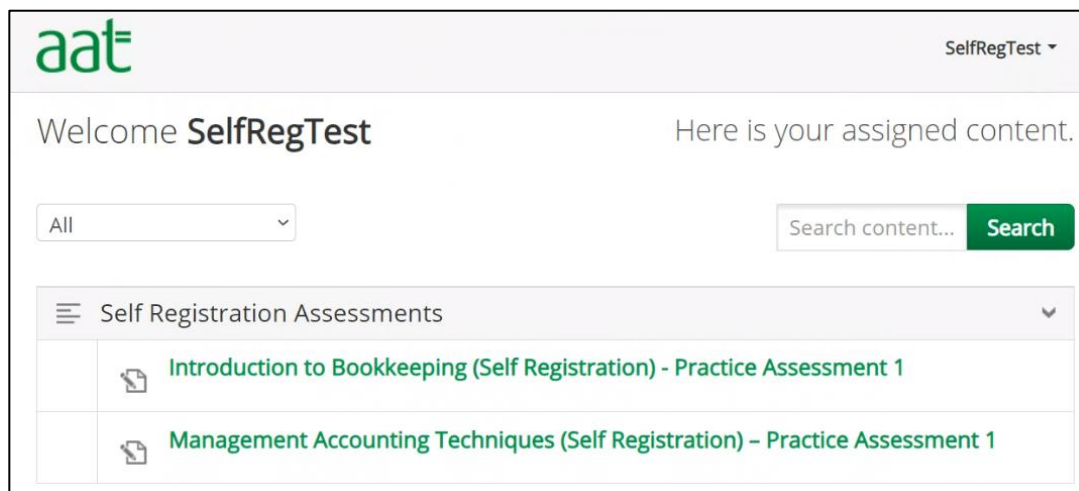 aat
SelfRegTest
Welcome SelfRegTest
Here is your assigned content.
All
Search content...
Search
Self Registration Assessments
Introduction to Bookkeeping (Self Registration) - Practice Assessment 1
Management Accounting Techniques (Self Registration) – Practice Assessment 1